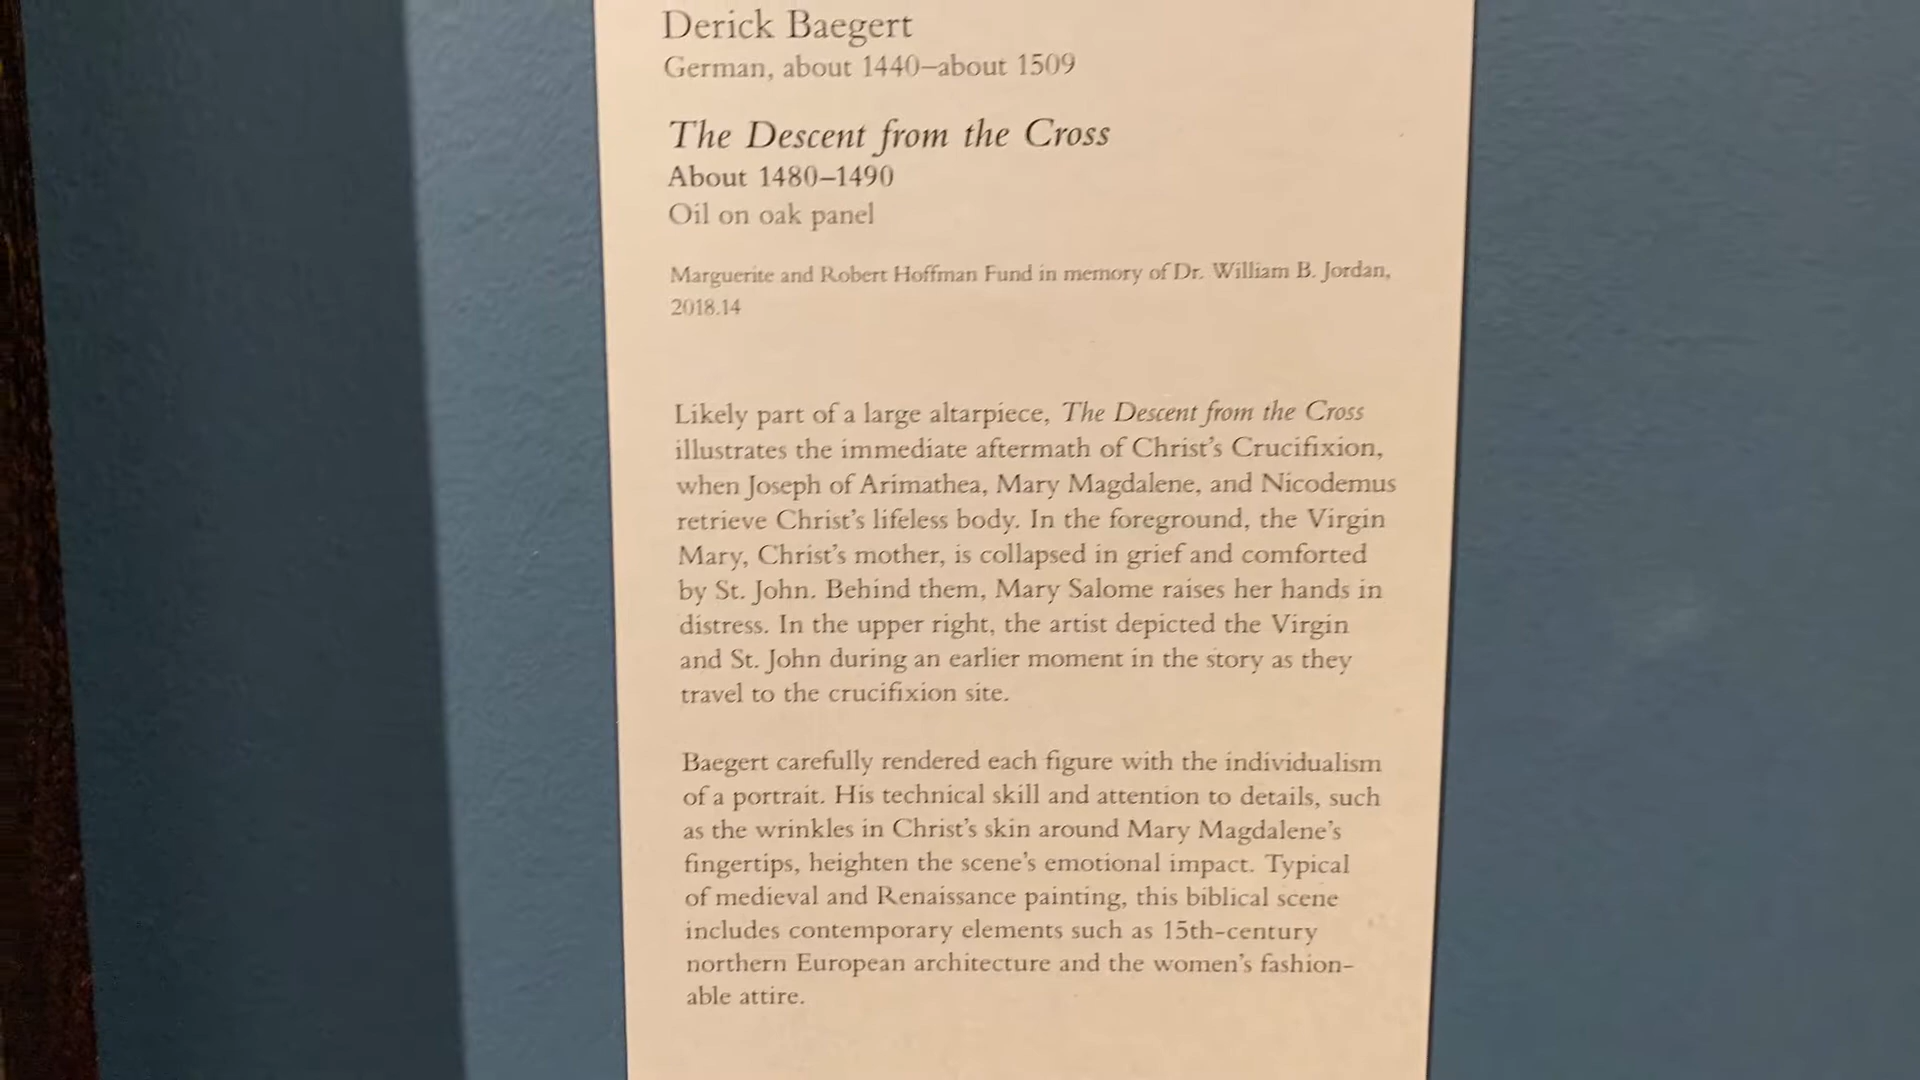 Derick Baegert
German, about 1440–about 1509
The Descent from the Cross
About 1480–1490
Oil on oak panel
Marguerite and Robert Hoffman Fund in memory of Dr. William B. Jordan,
2018.14
Likely part of a large altarpiece, The Descent from the Cross
illustrates the immediate aftermath of Christ's Crucifixion,
when Joseph of Arimathea, Mary Magdalene, and Nicodemus
retrieve Christ's lifeless body. In the foreground, the Virgin
Mary, Christ's mother, is collapsed in grief and comforted
by St. John. Behind them, Mary Salome raises her hands in
distress. In the upper right, the artist depicted the Virgin
and St. John during an earlier moment in the story as they
travel to the crucifixion site.
Baegert carefully rendered each figure with the individualism
of a portrait. His technical skill and attention to details, such
as the wrinkles in Christ's skin around Mary Magdalene's
fingertips, heighten the scene's emotional impact. Typical
of medieval and Renaissance painting, this biblical scene
includes contemporary elements such as 15th-century
northern European architecture and the women's fashion-
able attire.